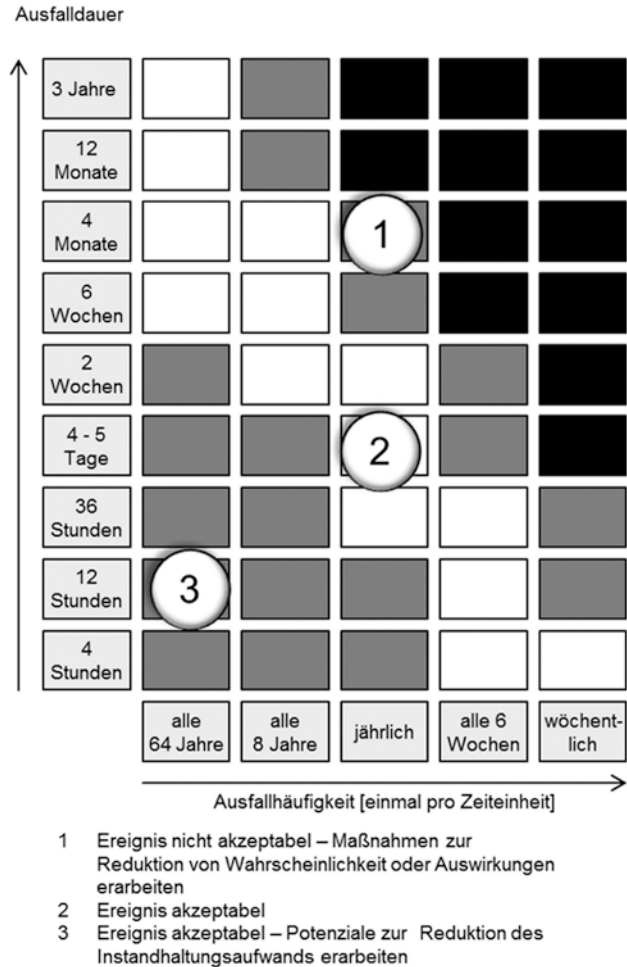 Ausfalldauer
3 Jahre
12
Monate
4
Monate
1
6
Wochen
2
Wochen
4 - 5
Tage
2
36
Stunden
12
Stunden
3
4
Stunden
alle
64 Jahre
alle
8 Jahre
jährlich
alle 6
Wochen
wöchent-
lich
Ausfallhäufigkeit [einmal pro Zeiteinheit]
1 Ereignis nicht akzeptabel – Maßnahmen zur
Reduktion von Wahrscheinlichkeit oder Auswirkungen
erarbeiten
2 Ereignis akzeptabel
3 Ereignis akzeptabel – Potenziale zur Reduktion des
Instandhaltungsaufwands erarbeiten